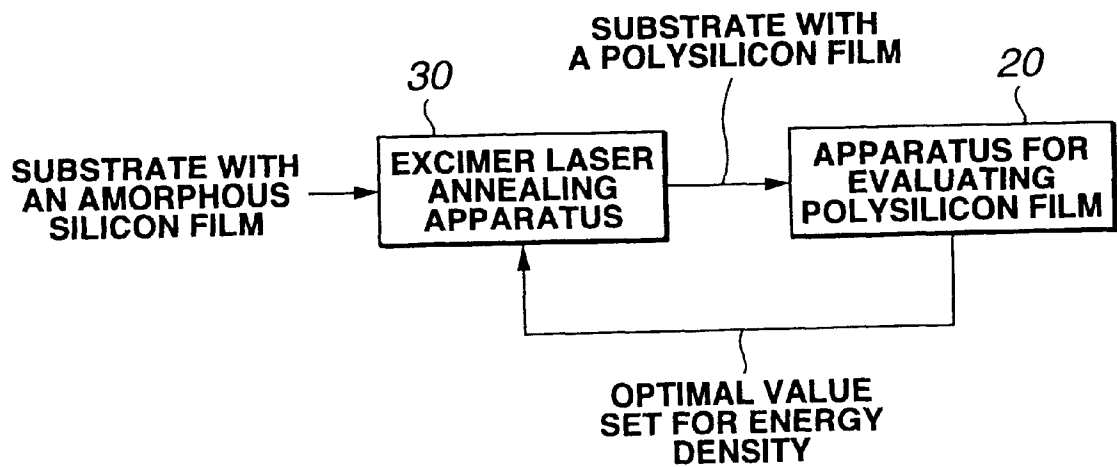 SUBSTRATE WITH
A POLYSILICON FILM
30
20
SUBSTRATE WITH
AN AMORPHOUS
SILICON FILM
EXCIMER LASER
ANNEALING
APPARATUS
APPARATUS FOR
EVALUATING
POLYSILICON FILM
OPTIMAL VALUE
SET FOR ENERGY
DENSITY